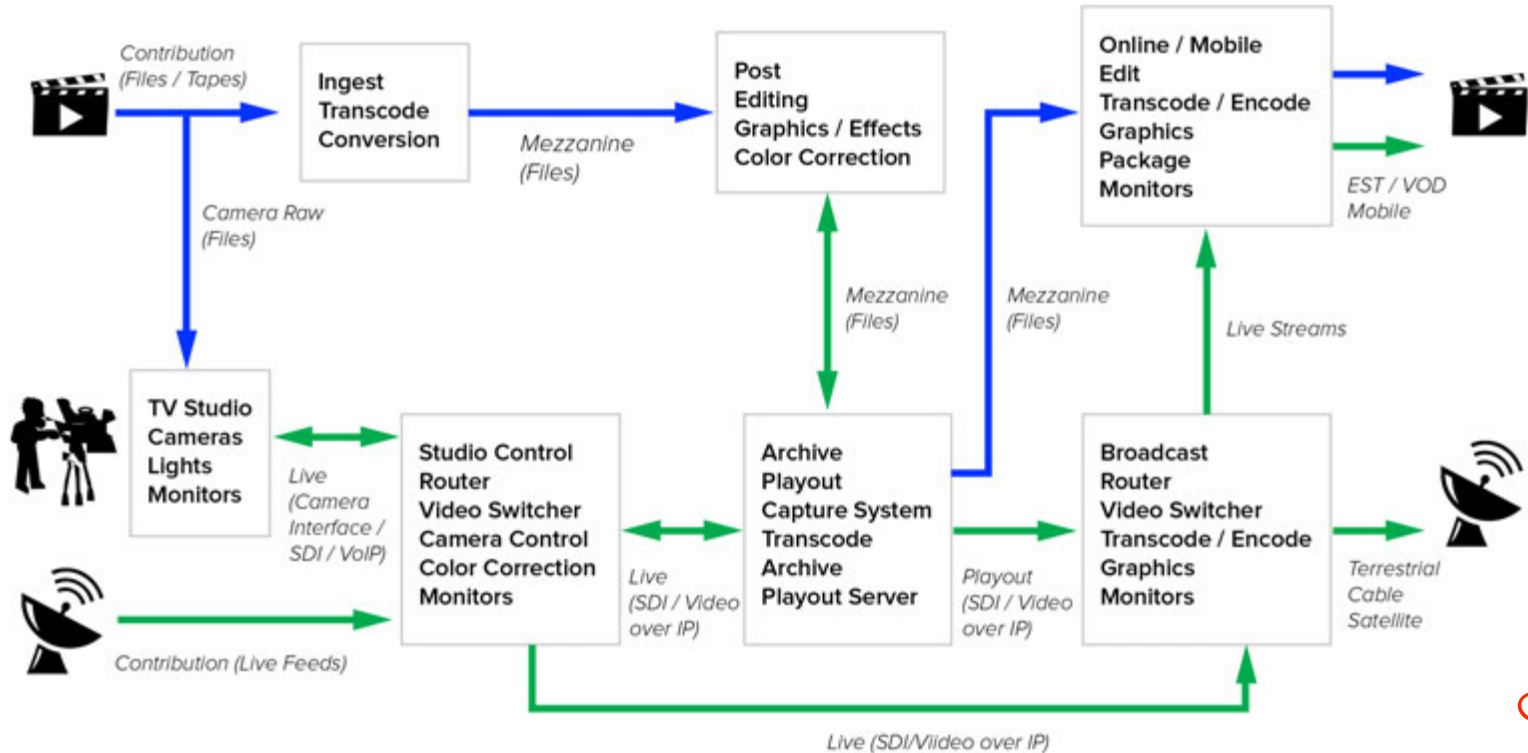 Contribution
(Files / Tapes)
Ingest
Transcode
Conversion
Mezzanine
(Files)
Post
Editing
Graphics / Effects
Color Correction
Online / Mobile
Edit
Transcode / Encode
Graphics
Package
Monitors
EST / VOD
Mobile
Camera Raw
(Files)
Mezzanine
(Files)
Mezzanine
(Files)
Live Streams
TV Studio
Cameras
Lights
Monitors
Live
(Camera
Interface /
SDI / VoIP)
Studio Control
Router
Video Switcher
Camera Control
Color Correction
Monitors
Live
(SDI / Video
over IP)
Archive
Playout
Capture System
Transcode
Archive
Playout Server
Playout
(SDI / Video
over IP)
Broadcast
Router
Video Switcher
Transcode / Encode
Graphics
Monitors
Terrestrial
Cable
Satellite
Contribution (Live Feeds)
Live (SDI/Viideo over IP)